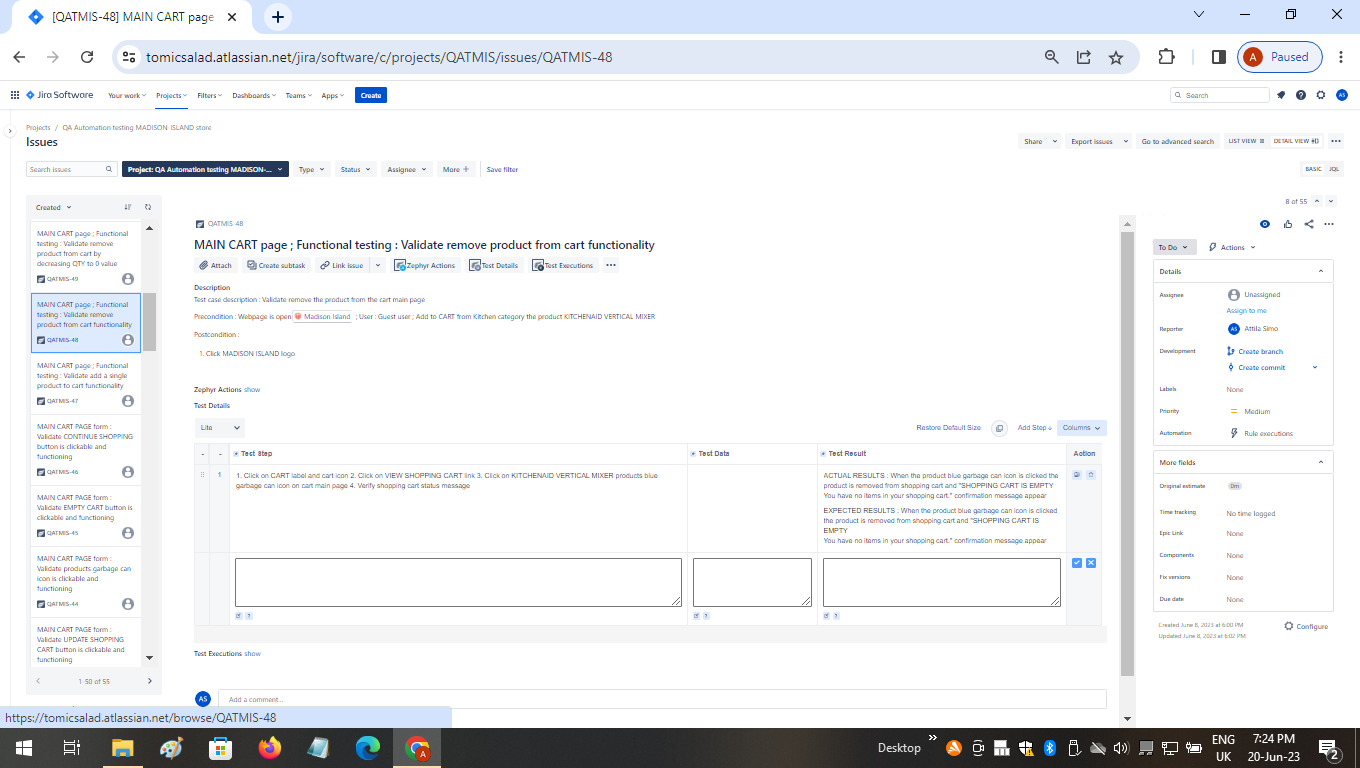 [QATMIS-48] MAIN CART page
tomicsalad.atlassian.net/jira/software/c/projects/QATMIS/issues/QATMIS-48
A
Paused
Jira Software
Your work
Projects
Filters
Dashboards
Teams
Apps
Create
Search
AS
Projects / QA Automation testing MADISON ISLAND store
Issues
Share
Export issues
Go to advanced search
LIST VIEW
DETAIL VIEW
Search issues
Project: QA Automation testing MADISON-...
Type
Status
Assignee
More +
Save filter
BASIC
JQL
Created
8 of 55
MAIN CART page ; Functional
testing : Validate remove
product from cart by
decreasing QTY to 0 value
QATMIS-49
MAIN CART page ; Functional
testing : Validate remove
product from cart functionality
QATMIS-48
MAIN CART page ; Functional
testing : Validate add a single
product to cart functionality
QATMIS-47
MAIN CART PAGE form :
Validate CONTINUE SHOPPING
button is clickable and
functioning
QATMIS-46
MAIN CART PAGE form :
Validate EMPTY CART button is
clickable and functioning
QATMIS-45
MAIN CART PAGE form :
Validate products garbage can
icon is clickable and
functioning
QATMIS-44
MAIN CART PAGE form :
Validate UPDATE SHOPPING
CART button is clickable and
functioning
1-50 of 55
QATMIS-48
MAIN CART page ; Functional testing : Validate remove product from cart functionality
Attach
Create subtask
Link issue
Zephyr Actions
Test Details
Test Executions
Description
Test case description : Validate remove the product from the cart main page
Precondition : Webpage is open Madison Island ; User : Guest user ; Add to CART from Kitchen category the product KITCHENAID VERTICAL MIXER
Postcondition :
1. Click MADISON ISLAND logo
Zephyr Actions show
Test Details
Lite
Restore Default Size
Add Step
Columns
- - Test Step
Test Data
Test Result
Action
1
1. Click on CART label and cart icon 2. Click on VIEW SHOPPING CART link 3. Click on KITCHENAID VERTICAL MIXER products blue
garbage can icon on cart main page 4. Verify shopping cart status message
ACTUAL RESULTS : When the product blue garbage can icon is clicked the
product is removed from shopping cart and "SHOPPING CART IS EMPTY
You have no items in your shopping cart." confirmation message appear
EXPECTED RESULTS : When the product blue garbage can icon is clicked
the product is removed from shopping cart and "SHOPPING CART IS
EMPTY
You have no items in your shopping cart." confirmation message appear
Test Executions show
AS
Add a comment...
To Do
Actions
Details
Assignee
Unassigned
Assign to me
Reporter
AS Attila Simo
Development
Create branch
Create commit
Labels
None
Priority
Medium
Automation
Rule executions
More fields
Original estimate
0m
Time tracking
No time logged
Epic Link
None
Components
None
Fix versions
None
Due date
None
Created June 8, 2023 at 6:00 PM
Updated June 8, 2023 at 6:02 PM
Configure
https://tomicsalad.atlassian.net/browse/QATMIS-48
Desktop
ENG
UK
7:24 PM
20-Jun-23
2